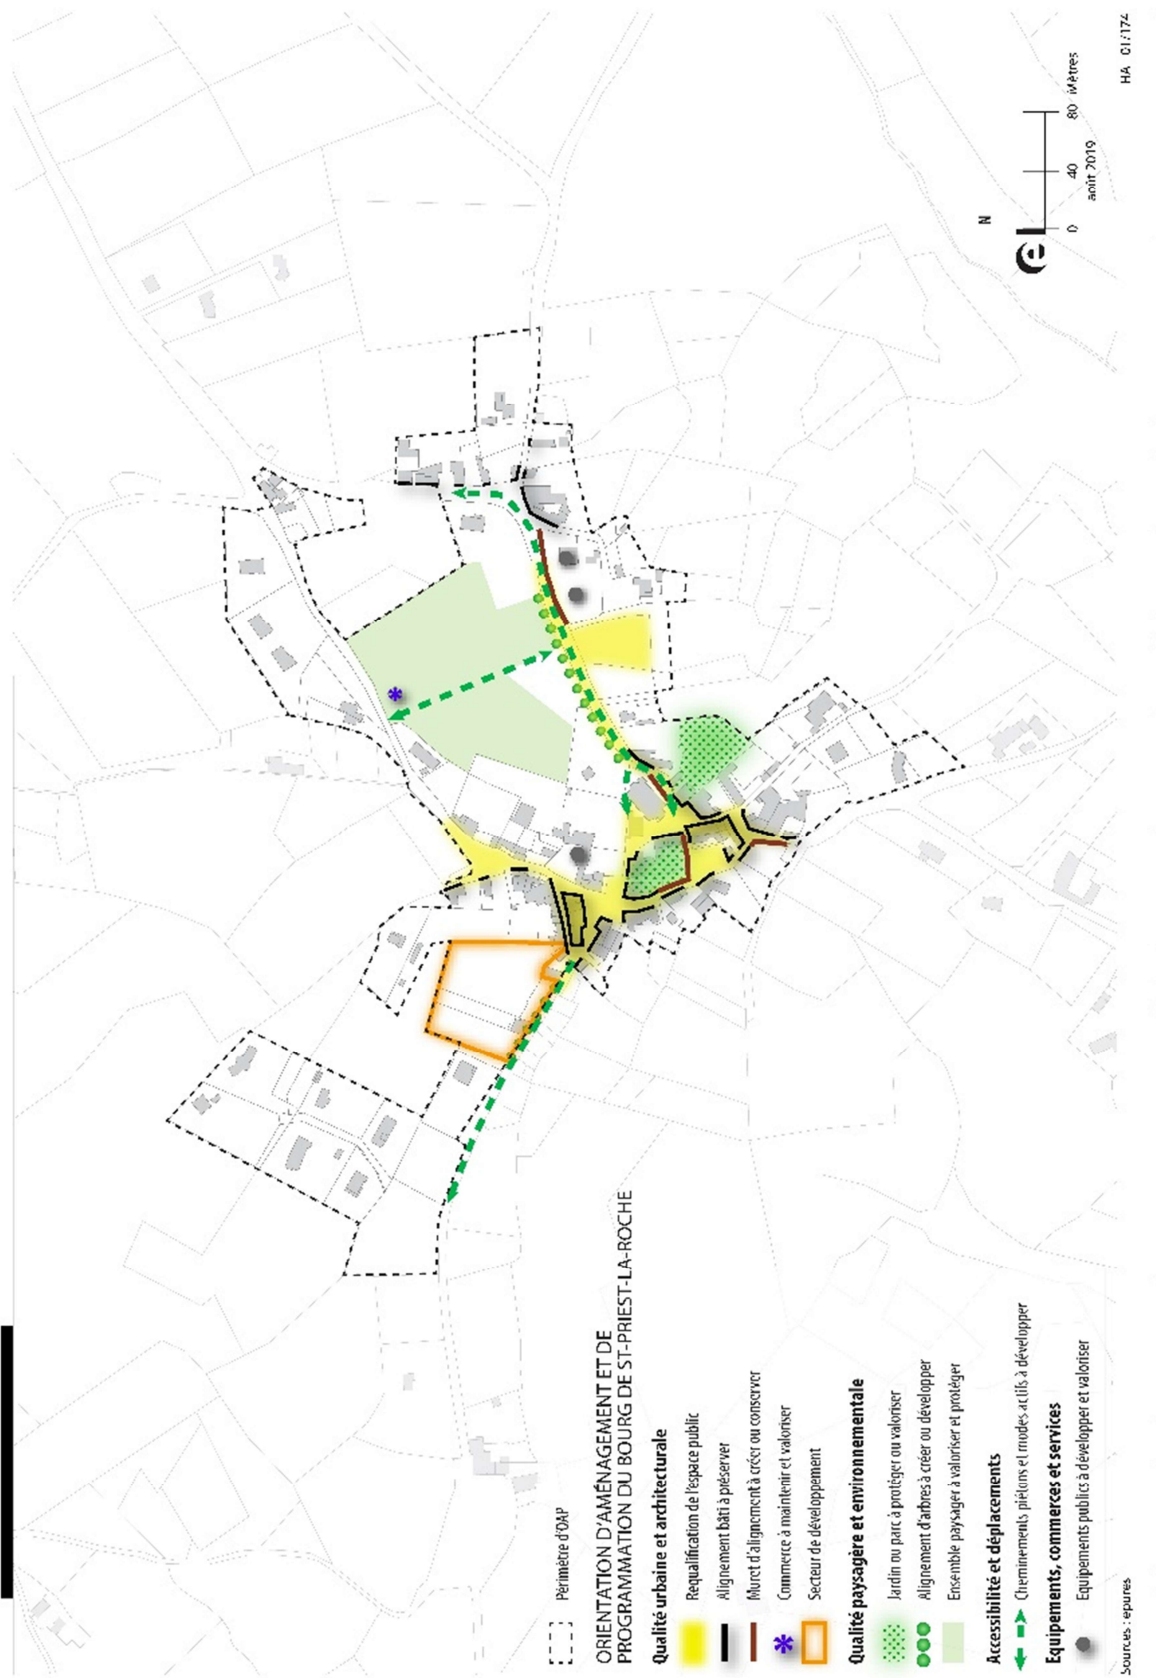 Périmètre d'OAP
ORIENTATION D'AMÉNAGEMENT ET DE
PROGRAMMATION DU BOURG DE ST-PRIEST-LA-ROCHE
Qualité urbaine et architecturale
Requalification de l'espace public
Alignement bâti à préserver
Muret d'alignement à créer ou conserver
Commerce à maintenir et valoriser
Secteur de développement
Qualité paysagère et environnementale
Jardin ou parc à protéger ou valoriser
Alignement d'arbres à créer ou développer
Ensemble paysager à valoriser et protéger
Accessibilité et déplacements
Cheminements piétons et modes actifs à développer
Equipements, commerces et services
Equipements publics à développer et valoriser
Sources : epures
N
e
0 40 80 Mètres
août 2019
HA 01/174